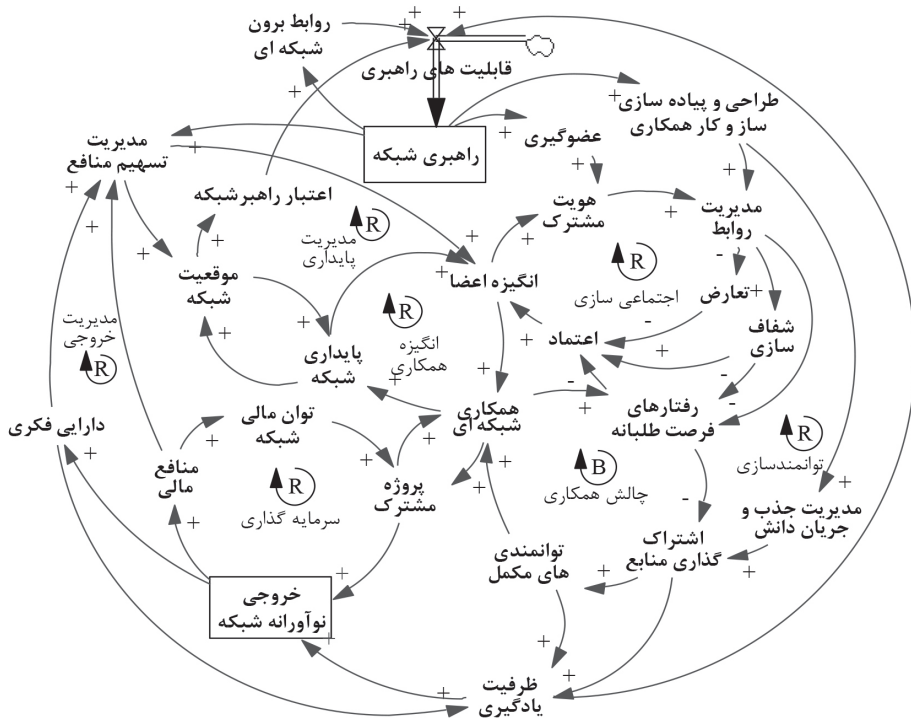 روابط برون
شبکه ای
قابلیت های راهبری
طراحی و پیاده سازی
ساز و کار همکاری
عضوگیری
راهبری شبکه
مدیریت
تسهیم منافع
اعتبار راهبرشبکه
هویت
مشترک
مدیریت
روابط
R
مدیریت
پایداری
R
اجتماعی سازی
موقعیت
شبکه
انگیزه اعضا
تعارض
شفاف
سازی
R
انگیزه
همکاری
اعتماد
مدیریت
خروجی
R
پایداری
شبکه
توان مالی
شبکه
همکاری
شبکه ای
رفتارهای
فرصت طلبانه
دارایی فکری
منافع
مالی
R
سرمایه گذاری
پروژه
مشترک
B
چالش همکاری
R
توانمندسازی
مدیریت جذب و
جریان دانش
اشتراک
گذاری منابع
توانمندی
های مکمل
خروجی
نوآورانه شبکه
ظرفیت
یادگیری